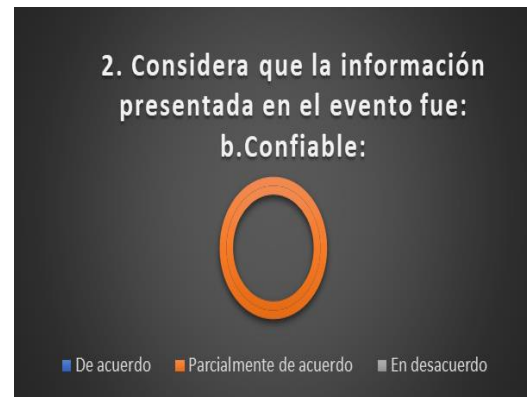 2. Considera que la información
presentada en el evento fue:
b.Confiable:
De acuerdo Parcialmente de acuerdo En desacuerdo